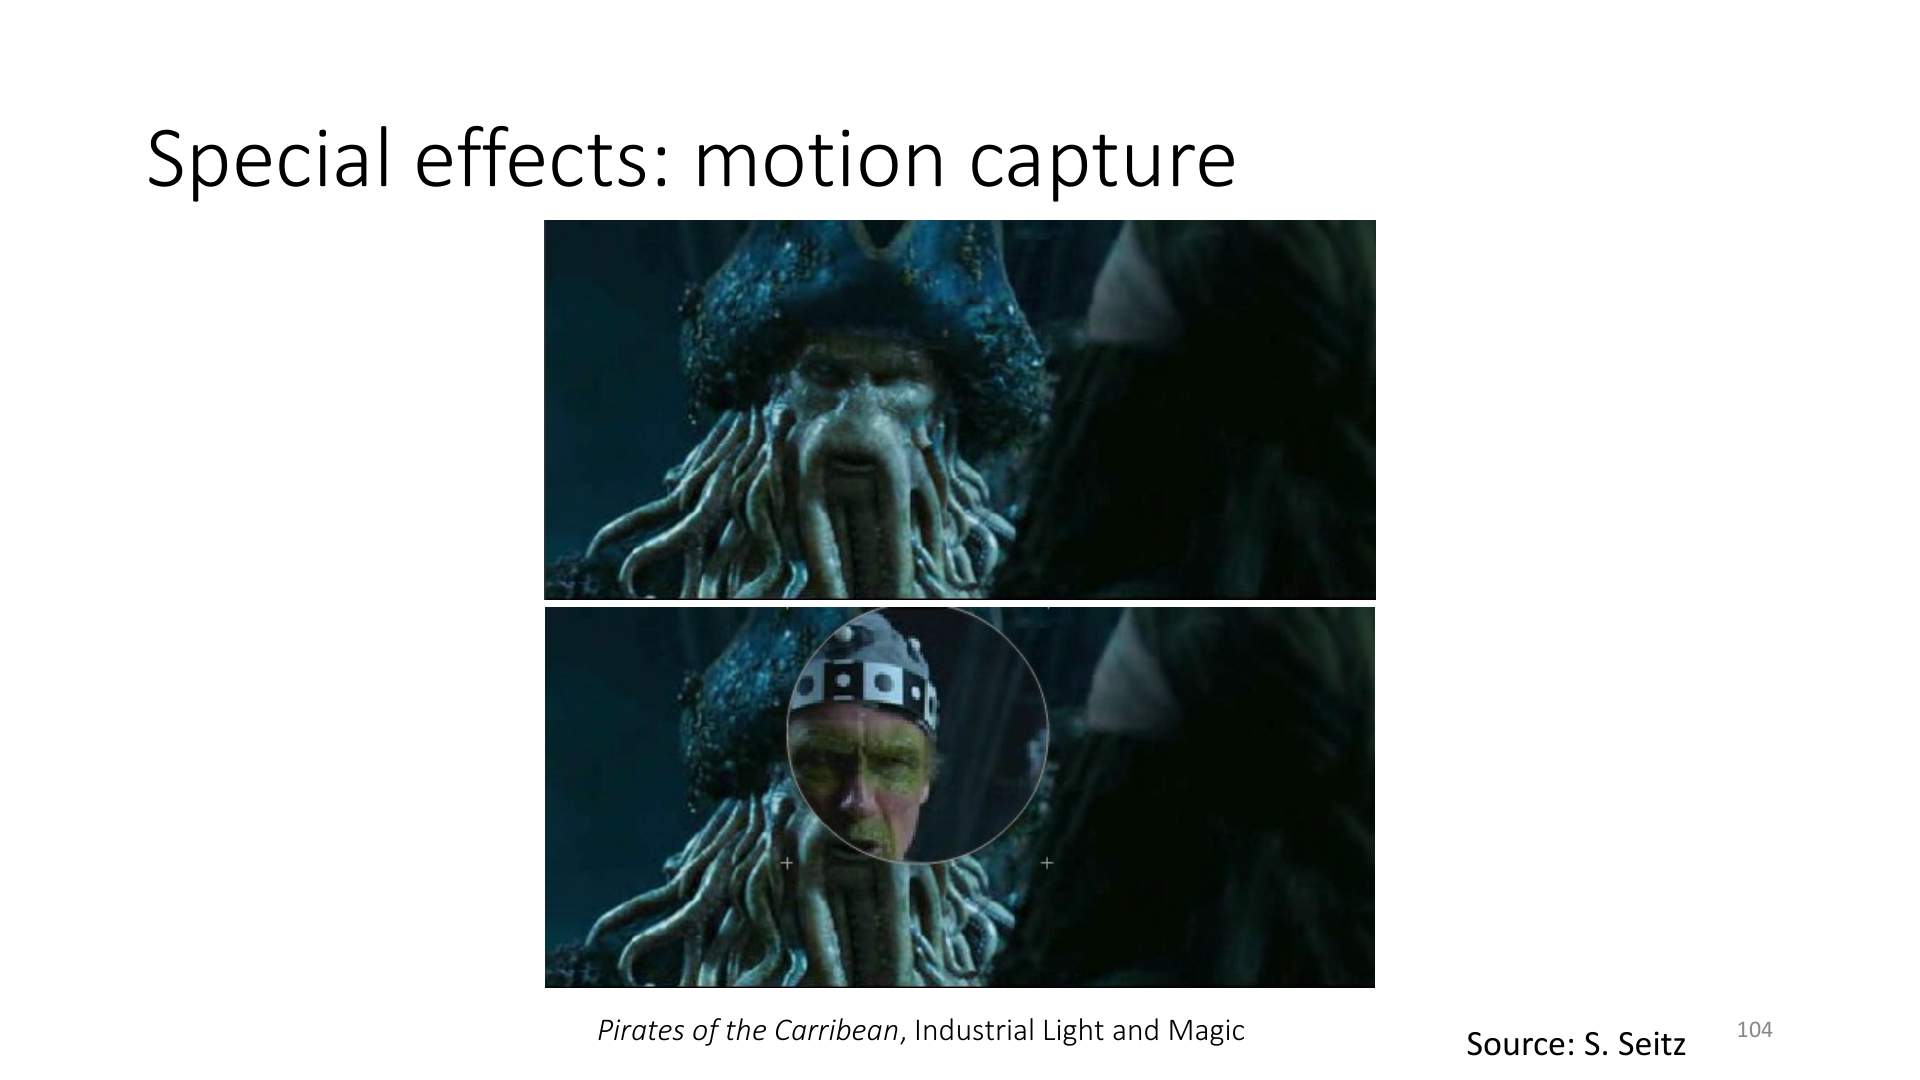 Special effects: motion capture
Pirates of the Carribean, Industrial Light and Magic
Source: S. Seitz
104